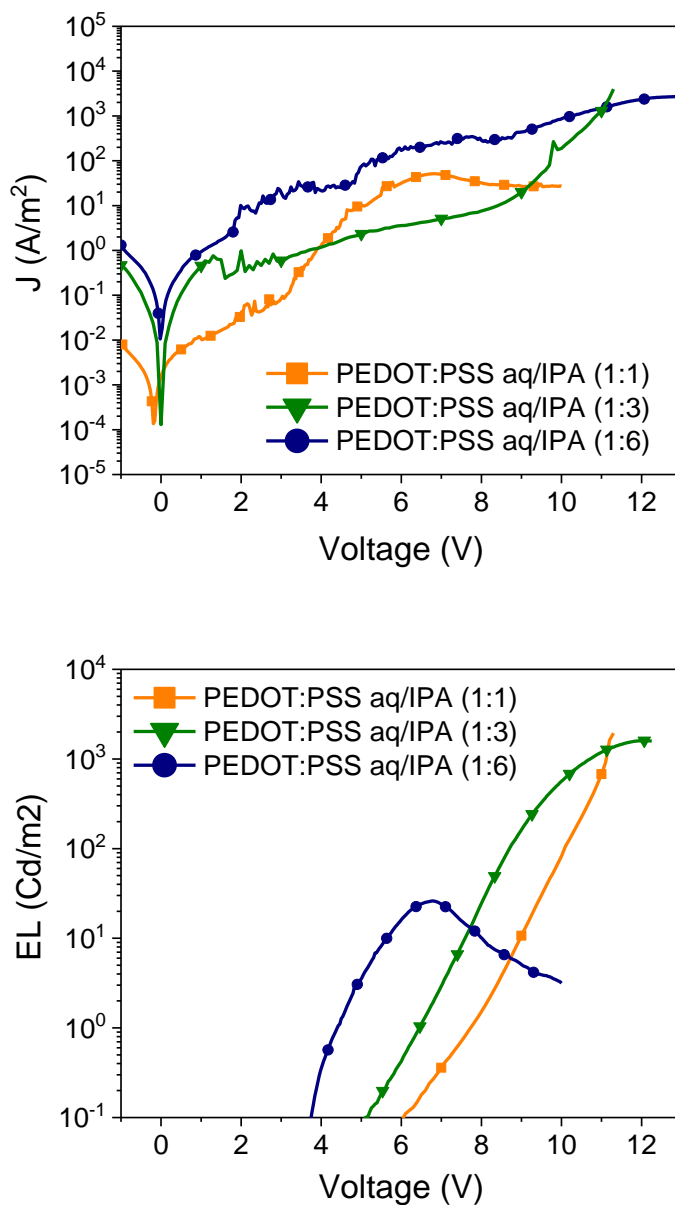 10^5
10^4
10^3
10^2
10^1
10^0
10^-1
10^-2
10^-3
10^-4
10^-5
J (A/m^2)
PEDOT:PSS aq/IPA (1:1)
PEDOT:PSS aq/IPA (1:3)
PEDOT:PSS aq/IPA (1:6)
0 2 4 6 8 10 12
Voltage (V)
10^4
10^3
10^2
10^1
10^0
10^-1
EL (Cd/m2)
PEDOT:PSS aq/IPA (1:1)
PEDOT:PSS aq/IPA (1:3)
PEDOT:PSS aq/IPA (1:6)
0 2 4 6 8 10 12
Voltage (V)